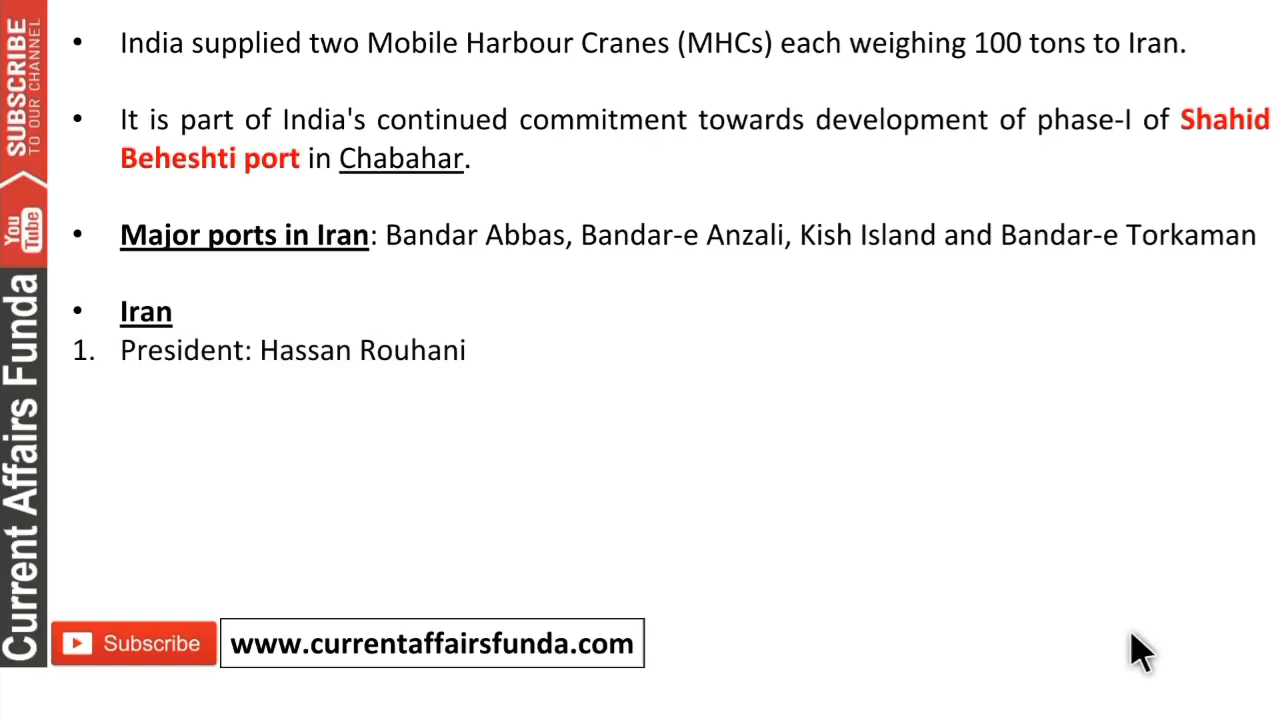 • India supplied two Mobile Harbour Cranes (MHCs) each weighing 100 tons to Iran.
• It is part of India's continued commitment towards development of phase-I of Shahid
Beheshti port in Chabahar.
• Major ports in Iran: Bandar Abbas, Bandar-e Anzali, Kish Island and Bandar-e Torkaman
• Iran
1. President: Hassan Rouhani
SUBSCRIBE
TO OUR CHANNEL
You
Tube
Current Affairs Funda
Subscribe
www.currentaffairsfunda.com